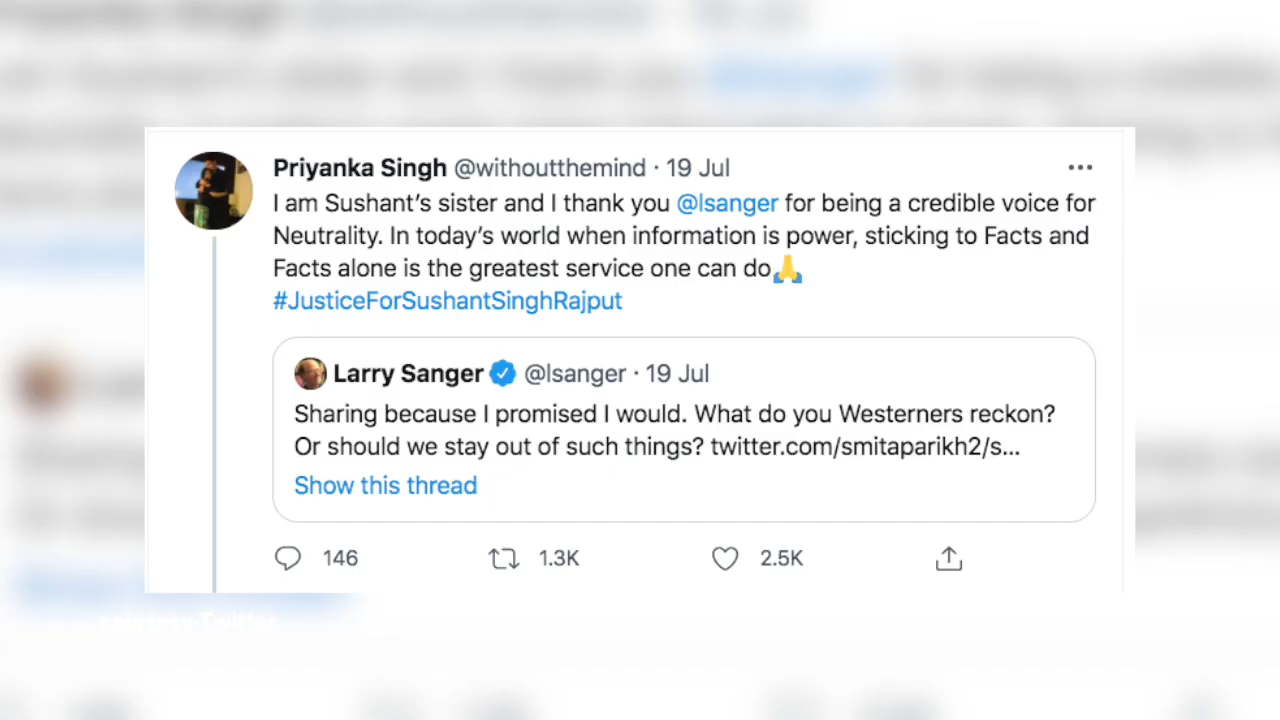 Priyanka Singh @withoutthemind · 19 Jul
I am Sushant's sister and I thank you @lsanger for being a credible voice for
Neutrality. In today's world when information is power, sticking to Facts and
Facts alone is the greatest service one can do🙏
#JusticeForSushantSinghRajput
Larry Sanger @lsanger · 19 Jul
Sharing because I promised I would. What do you Westerners reckon?
Or should we stay out of such things? twitter.com/smitaparikh2/s...
Show this thread
146 1.3K 2.5K
courtesy Twitter